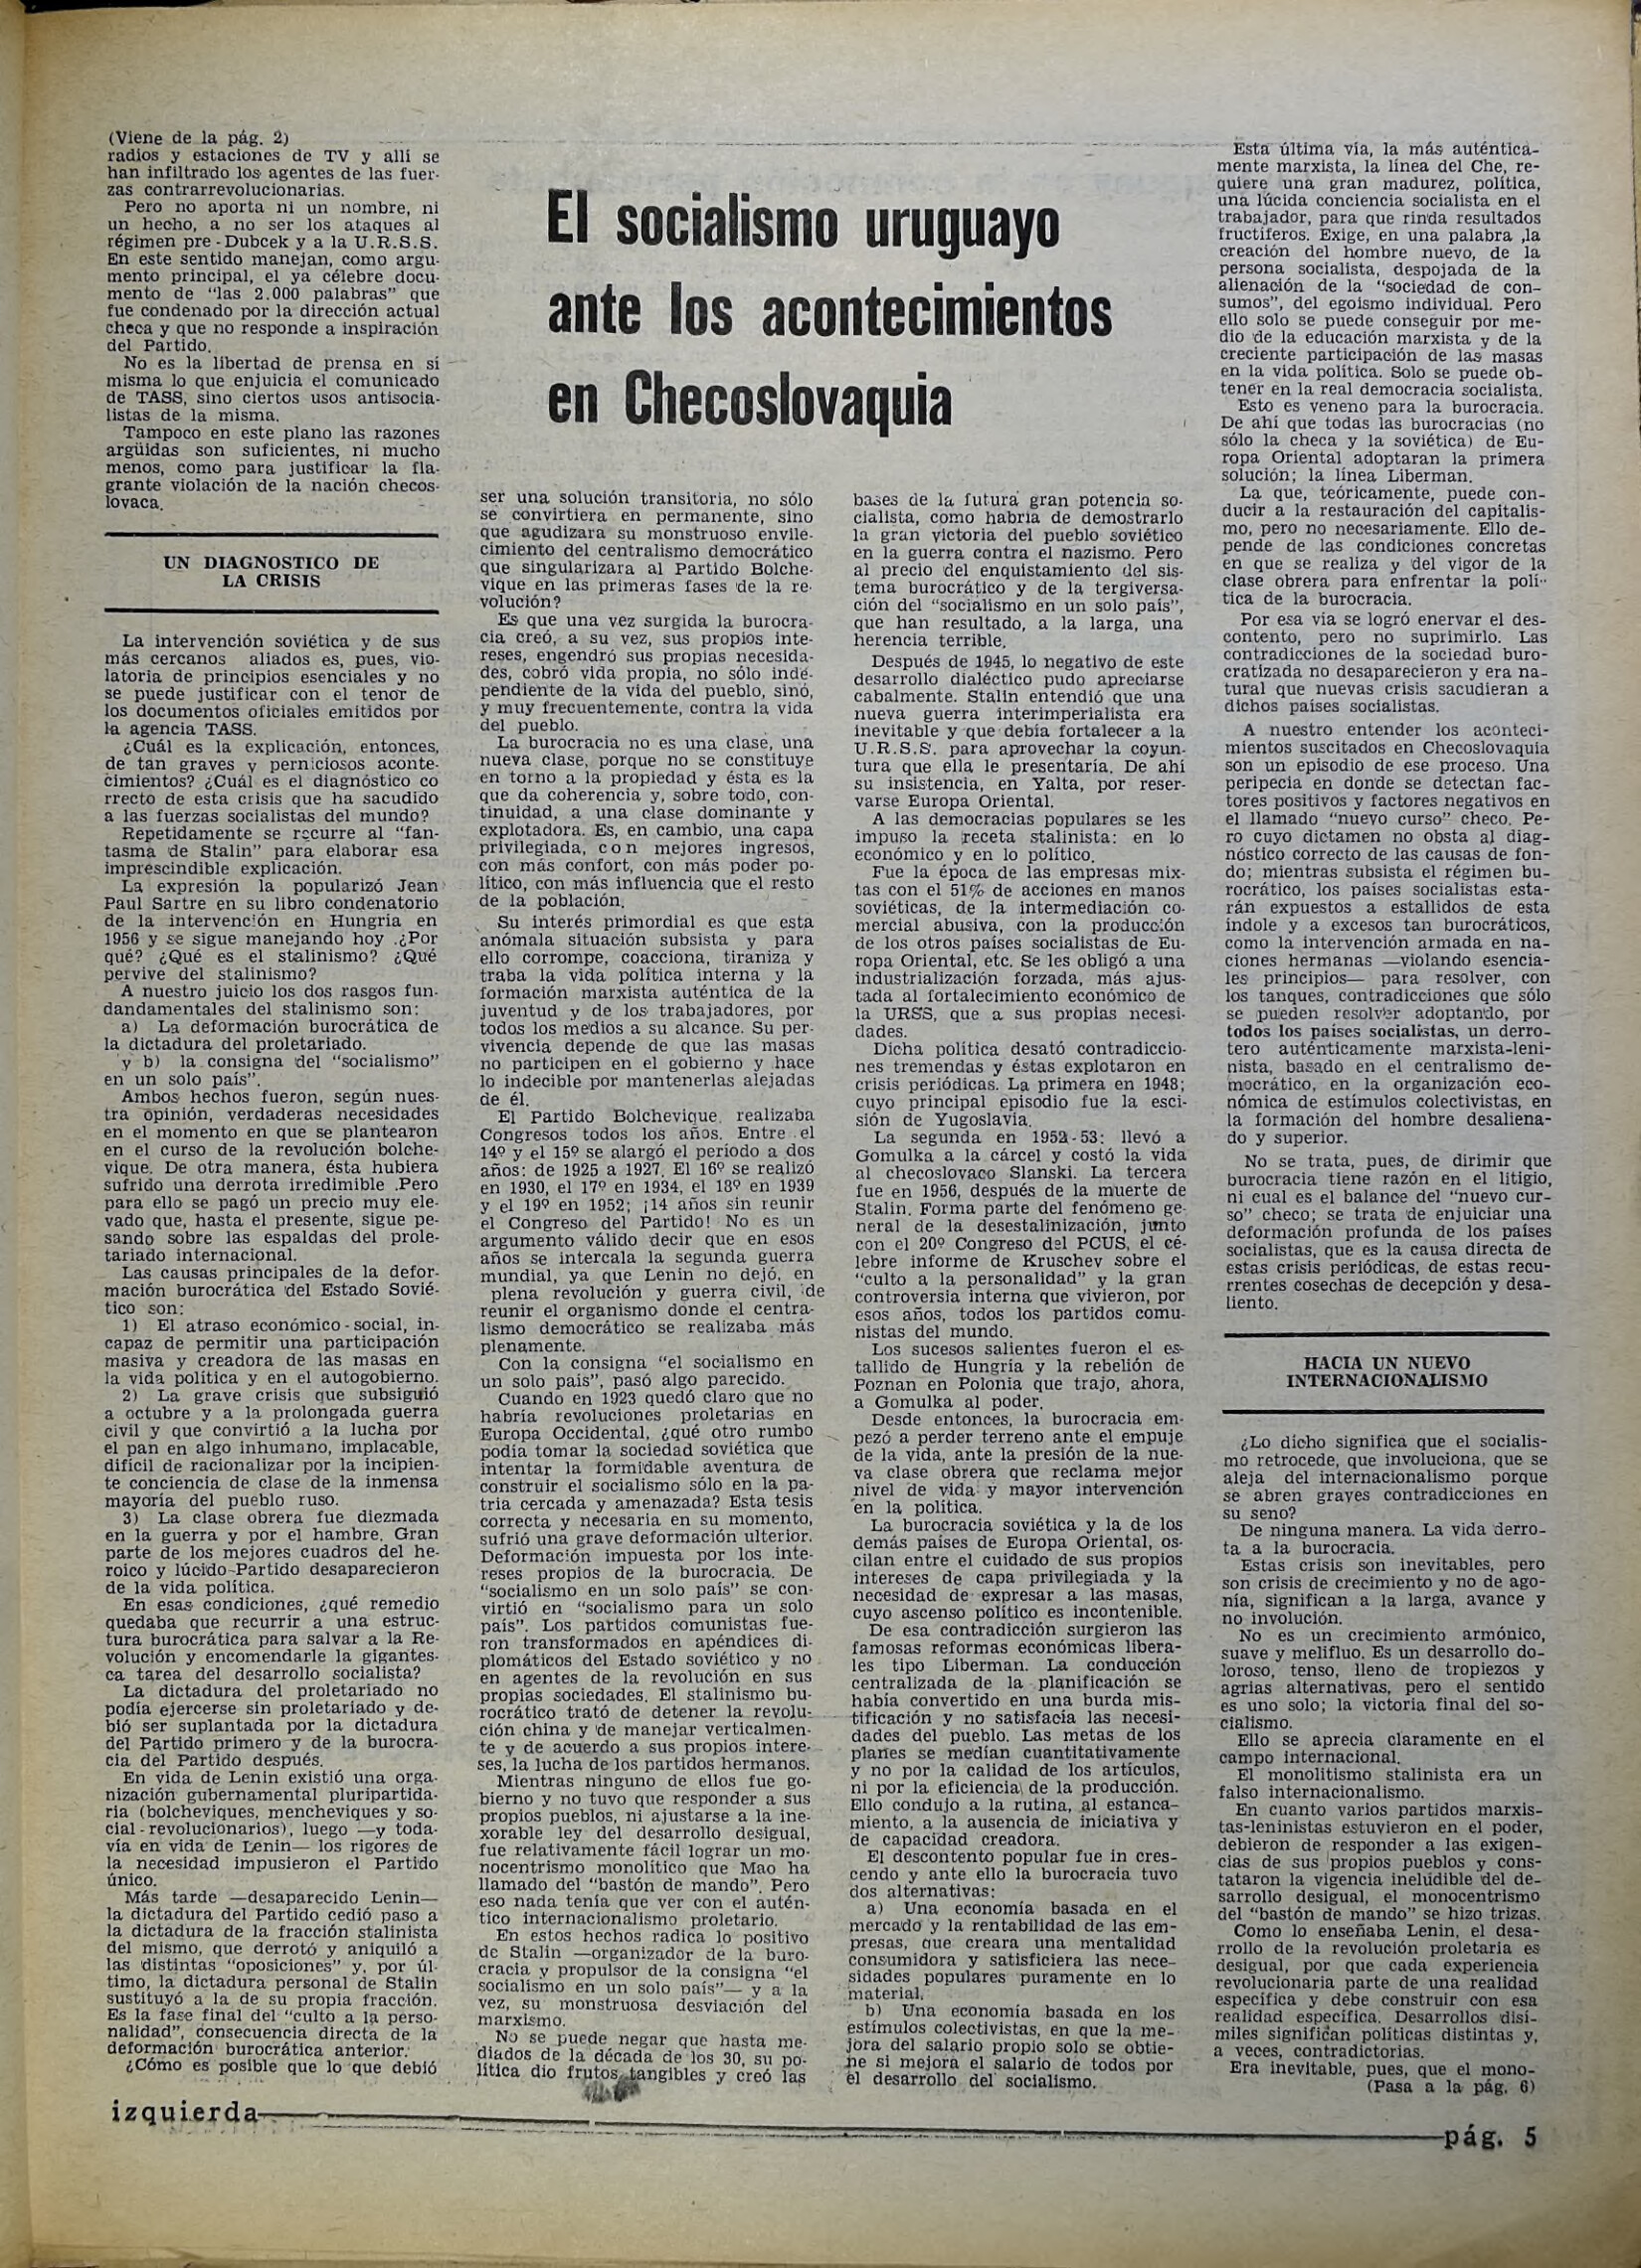 (Viene de la pág. 2)
radios y estaciones de TV y allí se
han infiltrado los agentes de las fuer-
zas contrarrevolucionarias.
Pero no aporta ni un nombre, ni
un hecho, a no ser los ataques al
régimen pre-Dubcek y a la U.R.S.S.
En este sentido manejan, como argu-
mento principal, el ya célebre docu-
mento de "las 2.000 palabras" que
fue condenado por la dirección actual
checa y que no responde a inspiración
del Partido.
No es la libertad de prensa en sí
misma lo que enjuicia el comunicado
de TASS, sino ciertos usos antisocia-
listas de la misma.
Tampoco en este plano las razones
argüidas son suficientes, ni mucho
menos, como para justificar la fla-
grante violación de la nación checos-
lovaca.
UN DIAGNOSTICO DE
LA CRISIS
La intervención soviética y de sus
más cercanos aliados es, pues, vio-
latoria de principios esenciales y no
se puede justificar con el tenor de
los documentos oficiales emitidos por
la agencia TASS.
¿Cuál es la explicación, entonces,
de tan graves y perniciosos aconte-
cimientos? ¿Cuál es el diagnóstico co
rrecto de esta crisis que ha sacudido
a las fuerzas socialistas del mundo?
Repetidamente se recurre al "fan-
tasma de Stalin" para elaborar esa
imprescindible explicación.
La expresión la popularizó Jean
Paul Sartre en su libro condenatorio
de la intervención en Hungría en
1956 y se sigue manejando hoy .¿Por
qué? ¿Qué es el stalinismo? ¿Qué
pervive del stalinismo?
A nuestro juicio los dos rasgos fun-
dandamentales del stalinismo son:
a) La deformación burocrática de
la dictadura del proletariado.
y b) la consigna del "socialismo"
en un solo país".
Ambos hechos fueron, según nues-
tra opinión, verdaderas necesidades
en el momento en que se plantearon
en el curso de la revolución bolche-
vique. De otra manera, ésta hubiera
sufrido una derrota irredimible .Pero
para ello se pagó un precio muy ele-
vado que, hasta el presente, sigue pe-
sando sobre las espaldas del prole-
tariado internacional.
Las causas principales de la defor-
mación burocrática del Estado Sovié-
tico son:
1) El atraso económico-social, in-
capaz de permitir una participación
masiva y creadora de las masas en
la vida política y en el autogobierno.
2) La grave crisis que subsiguió
a octubre y a la prolongada guerra
civil y que convirtió a la lucha por
el pan en algo inhumano, implacable,
difícil de racionalizar por la incipien-
te conciencia de clase de la inmensa
mayoría del pueblo ruso.
3) La clase obrera fue diezmada
en la guerra y por el hambre. Gran
parte de los mejores cuadros del he-
roico y lúcido Partido desaparecieron
de la vida política.
En esas condiciones, ¿qué remedio
quedaba que recurrir a una estruc-
tura burocrática para salvar a la Re-
volución y encomendarle la gigantes-
ca tarea del desarrollo socialista?
La dictadura del proletariado no
podía ejercerse sin proletariado y de-
bió ser suplantada por la dictadura
del Partido primero y de la burocra-
cia del Partido después.
En vida de Lenin existió una orga-
nización gubernamental pluripartida-
ria (bolcheviques, mencheviques y so-
cial-revolucionarios), luego —y toda-
vía en vida de Lenin— los rigores de
la necesidad impusieron el Partido
único.
Más tarde —desaparecido Lenin—
la dictadura del Partido cedió paso a
la dictadura de la fracción stalinista
del mismo, que derrotó y aniquiló a
las distintas "oposiciones" y, por úl-
timo, la dictadura personal de Stalin
sustituyó a la de su propia fracción.
Es la fase final del "culto a la perso-
nalidad", consecuencia directa de la
deformación burocrática anterior.
¿Cómo es posible que lo que debió
El socialismo uruguayo
ante los acontecimientos
en Checoslovaquia
ser una solución transitoria, no sólo
se convirtiera en permanente, sino
que agudizara su monstruoso envile-
cimiento del centralismo democrático
que singularizara al Partido Bolche-
vique en las primeras fases de la re-
volución?
Es que una vez surgida la burocra-
cia creó, a su vez, sus propios inte-
reses, engendró sus propias necesida-
des, cobró vida propia, no sólo inde-
pendiente de la vida del pueblo, sino,
y muy frecuentemente, contra la vida
del pueblo.
La burocracia no es una clase, una
nueva clase, porque no se constituye
en torno a la propiedad y ésta es la
que da coherencia y, sobre todo, con-
tinuidad, a una clase dominante y
explotadora. Es, en cambio, una capa
privilegiada, con mejores ingresos,
con más confort, con más poder po-
lítico, con más influencia que el resto
de la población.
Su interés primordial es que esta
anómala situación subsista y para
ello corrompe, coacciona, tiraniza y
traba la vida política interna y la
formación marxista auténtica de la
juventud y de los trabajadores, por
todos los medios a su alcance. Su per-
vivencia depende de que las masas
no participen en el gobierno y hace
lo indecible por mantenerlas alejadas
de él.
El Partido Bolchevique realizaba
Congresos todos los años. Entre el
14º y el 15º se alargó el período a dos
años: de 1925 a 1927. El 16º se realizó
en 1930, el 17º en 1934, el 18º en 1939
y el 19º en 1952; ¡14 años sin reunir
el Congreso del Partido! No es un
argumento válido decir que en esos
años se intercala la segunda guerra
mundial, ya que Lenin no dejó, en
plena revolución y guerra civil, de
reunir el organismo donde el centra-
lismo democrático se realizaba más
plenamente.
Con la consigna "el socialismo en
un solo país", pasó algo parecido.
Cuando en 1923 quedó claro que no
habría revoluciones proletarias en
Europa Occidental, ¿qué otro rumbo
podía tomar la sociedad soviética que
intentar la formidable aventura de
construir el socialismo sólo en la pa-
tria cercada y amenazada? Esta tesis
correcta y necesaria en su momento,
sufrió una grave deformación ulterior.
Deformación impuesta por los inte-
reses propios de la burocracia. De
"socialismo en un solo país" se con-
virtió en "socialismo para un solo
país". Los partidos comunistas fue-
ron transformados en apéndices di-
plomáticos del Estado soviético y no
en agentes de la revolución en sus
propias sociedades. El stalinismo bu-
rocrático trató de detener la revolu-
ción china y de manejar verticalmen-
te y de acuerdo a sus propios intere-
ses, la lucha de los partidos hermanos.
Mientras ninguno de ellos fue go-
bierno y no tuvo que responder a sus
propios pueblos, ni ajustarse a la ine-
xorable ley del desarrollo desigual,
fue relativamente fácil lograr un mo-
nocentrismo monolítico que Mao ha
llamado del "bastón de mando". Pero
eso nada tenía que ver con el autén-
tico internacionalismo proletario.
En estos hechos radica lo positivo
de Stalin —organizador de la buro-
cracia y propulsor de la consigna "el
socialismo en un solo país"— y a la
vez, su monstruosa desviación del
marxismo.
No se puede negar que hasta me-
diados de la década de los 30, su po-
lítica dio frutos tangibles y creó las
bases de la futura gran potencia so-
cialista, como habría de demostrarlo
la gran victoria del pueblo soviético
en la guerra contra el nazismo. Pero
al precio del enquistamiento del sis-
tema burocrático y de la tergiversa-
ción del "socialismo en un solo país",
que han resultado, a la larga, una
herencia terrible.
Después de 1945, lo negativo de este
desarrollo dialéctico pudo apreciarse
cabalmente. Stalin entendió que una
nueva guerra interimperialista era
inevitable y que debía fortalecer a la
U.R.S.S. para aprovechar la coyun-
tura que ella le presentaría. De ahí
su insistencia, en Yalta, por reser-
varse Europa Oriental.
A las democracias populares se les
impuso la receta stalinista: en lo
económico y en lo político.
Fue la época de las empresas mix-
tas con el 51% de acciones en manos
soviéticas, de la intermediación co-
mercial abusiva, con la producción
de los otros países socialistas de Eu-
ropa Oriental, etc. Se les obligó a una
industrialización forzada, más ajus-
tada al fortalecimiento económico de
la URSS, que a sus propias necesi-
dades.
Dicha política desató contradiccio-
nes tremendas y éstas explotaron en
crisis periódicas. La primera en 1948;
cuyo principal episodio fue la esci-
sión de Yugoslavia.
La segunda en 1952-53: llevó a
Gomulka a la cárcel y costó la vida
al checoslovaco Slanski. La tercera
fue en 1956, después de la muerte de
Stalin. Forma parte del fenómeno ge-
neral de la desestalinización, junto
con el 20º Congreso del PCUS, el cé-
lebre informe de Kruschev sobre el
"culto a la personalidad" y la gran
controversia interna que vivieron, por
esos años, todos los partidos comu-
nistas del mundo.
Los sucesos salientes fueron el es-
tallido de Hungría y la rebelión de
Poznan en Polonia que trajo, ahora,
a Gomulka al poder.
Desde entonces, la burocracia em-
pezó a perder terreno ante el empuje
de la vida, ante la presión de la nue-
va clase obrera que reclama mejor
nivel de vida y mayor intervención
en la política.
La burocracia soviética y la de los
demás países de Europa Oriental, os-
cilan entre el cuidado de sus propios
intereses de capa privilegiada y la
necesidad de expresar a las masas,
cuyo ascenso político es incontenible.
De esa contradicción surgieron las
famosas reformas económicas libera-
les tipo Liberman. La conducción
centralizada de la planificación se
había convertido en una burda mis-
tificación y no satisfacía las necesi-
dades del pueblo. Las metas de los
planes se medían cuantitativamente
y no por la calidad de los artículos,
ni por la eficiencia de la producción.
Ello condujo a la rutina, al estanca-
miento, a la ausencia de iniciativa y
de capacidad creadora.
El descontento popular fue in cres-
cendo y ante ello la burocracia tuvo
dos alternativas:
a) Una economía basada en el
mercado y la rentabilidad de las em-
presas, que creara una mentalidad
consumidora y satisficiera las nece-
sidades populares puramente en lo
material.
b) Una economía basada en los
estímulos colectivistas, en que la me-
jora del salario propio solo se obtie-
ne si mejora el salario de todos por
el desarrollo del socialismo.
Esta última vía, la más auténtica-
mente marxista, la línea del Che, re-
quiere una gran madurez, política,
una lúcida conciencia socialista en el
trabajador, para que rinda resultados
fructíferos. Exige, en una palabra ,la
creación del hombre nuevo, de la
persona socialista, despojada de la
alienación de la "sociedad de con-
sumos", del egoísmo individual. Pero
ello solo se puede conseguir por me-
dio de la educación marxista y de la
creciente participación de las masas
en la vida política. Solo se puede ob-
tener en la real democracia socialista.
Esto es veneno para la burocracia.
De ahí que todas las burocracias (no
sólo la checa y la soviética) de Eu-
ropa Oriental adoptaran la primera
solución; la línea Liberman.
La que, teóricamente, puede con-
ducir a la restauración del capitalis-
mo, pero no necesariamente. Ello de-
pende de las condiciones concretas
en que se realiza y del vigor de la
clase obrera para enfrentar la polí-
tica de la burocracia.
Por esa vía se logró enervar el des-
contento, pero no suprimirlo. Las
contradicciones de la sociedad buro-
cratizada no desaparecieron y era na-
tural que nuevas crisis sacudieran a
dichos países socialistas.
A nuestro entender los aconteci-
mientos suscitados en Checoslovaquia
son un episodio de ese proceso. Una
peripecia en donde se detectan fac-
tores positivos y factores negativos en
el llamado "nuevo curso" checo. Pe-
ro cuyo dictamen no obsta al diag-
nóstico correcto de las causas de fon-
do; mientras subsista el régimen bu-
rocrático, los países socialistas esta-
rán expuestos a estallidos de esta
índole y a excesos tan burocráticos,
como la intervención armada en na-
ciones hermanas —violando esencia-
les principios— para resolver, con
los tanques, contradicciones que sólo
se pueden resolver adoptando, por
todos los países socialistas, un derro-
tero auténticamente marxista-leni-
nista, basado en el centralismo de-
mocrático, en la organización eco-
nómica de estímulos colectivistas, en
la formación del hombre desaliena-
do y superior.
No se trata, pues, de dirimir que
burocracia tiene razón en el litigio,
ni cual es el balance del "nuevo cur-
so" checo; se trata de enjuiciar una
deformación profunda de los países
socialistas, que es la causa directa de
estas crisis periódicas, de estas recu-
rrentes cosechas de decepción y desa-
liento.
HACIA UN NUEVO
INTERNACIONALISMO
¿Lo dicho significa que el socialis-
mo retrocede, que involuciona, que se
aleja del internacionalismo porque
se abren graves contradicciones en
su seno?
De ninguna manera. La vida derro-
ta a la burocracia.
Estas crisis son inevitables, pero
son crisis de crecimiento y no de ago-
nía, significan a la larga, avance y
no involución.
No es un crecimiento armónico,
suave y melifluo. Es un desarrollo do-
loroso, tenso, lleno de tropiezos y
agrias alternativas, pero el sentido
es uno solo; la victoria final del so-
cialismo.
Ello se aprecia claramente en el
campo internacional.
El monolitismo stalinista era un
falso internacionalismo.
En cuanto varios partidos marxis-
tas-leninistas estuvieron en el poder,
debieron de responder a las exigen-
cias de sus propios pueblos y cons-
tataron la vigencia ineludible del de-
sarrollo desigual, el monocentrismo
del "bastón de mando" se hizo trizas.
Como lo enseñaba Lenin, el desa-
rrollo de la revolución proletaria es
desigual, por que cada experiencia
revolucionaria parte de una realidad
específica y debe construir con esa
realidad específica. Desarrollos disí-
miles significan políticas distintas y,
a veces, contradictorias.
Era inevitable, pues, que el mono-
(Pasa a la pág. 6)
izquierda
pág. 5